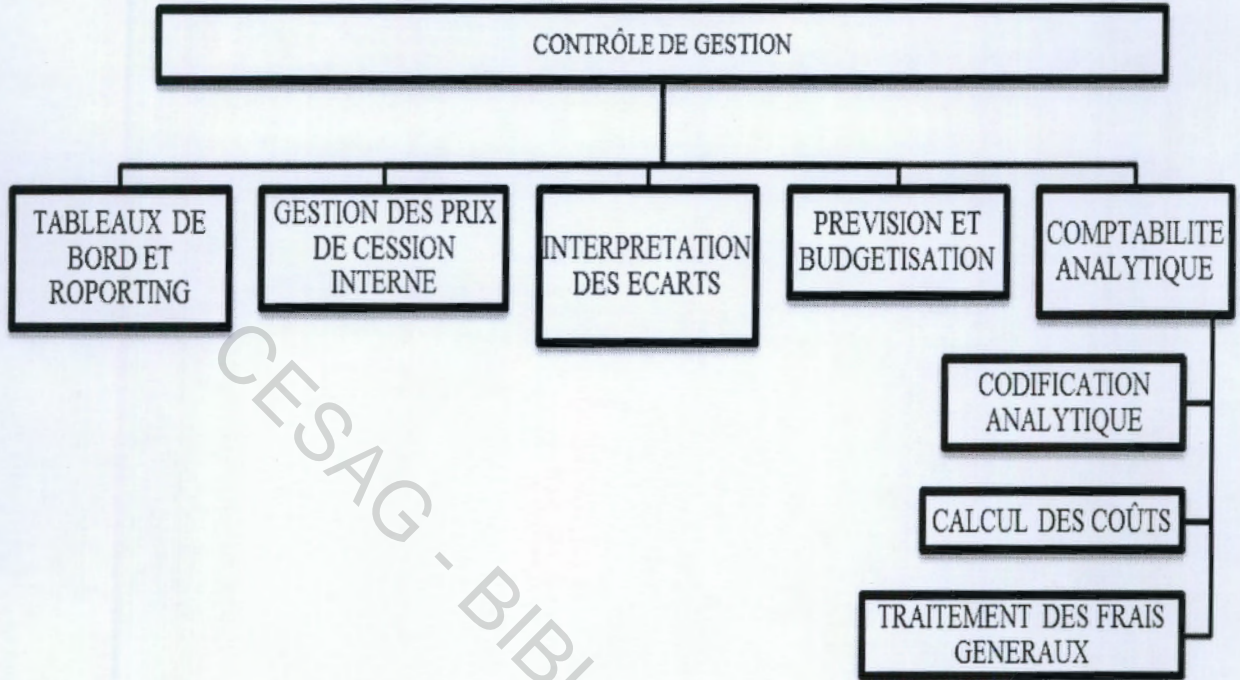 CONTRÔLE DE GESTION
TABLEAUX DE
BORD ET
ROPORTING
GESTION DES PRIX
DE CESSION
INTERNE
INTERPRETATION
DES ECARTS
PREVISION ET
BUDGETISATION
COMPTABILITE
ANALYTIQUE
CODIFICATION
ANALYTIQUE
CALCUL DES COÛTS
TRAITEMENT DES FRAIS
GENERAUX
CESAG - BIBL